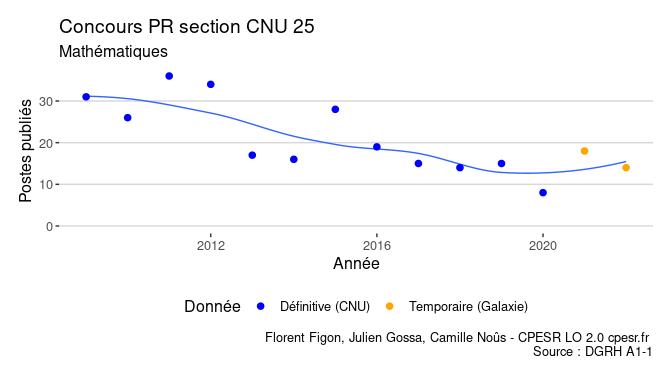 Concours PR section CNU 25
Mathématiques
Postes publiés
30
20
10
0
2012
2016
2020
Année
Donnée
Définitive (CNU)
Temporaire (Galaxie)
Florent Figon, Julien Gossa, Camille Noûs - CPESR LO 2.0 cpesr.fr
Source : DGRH A1-1